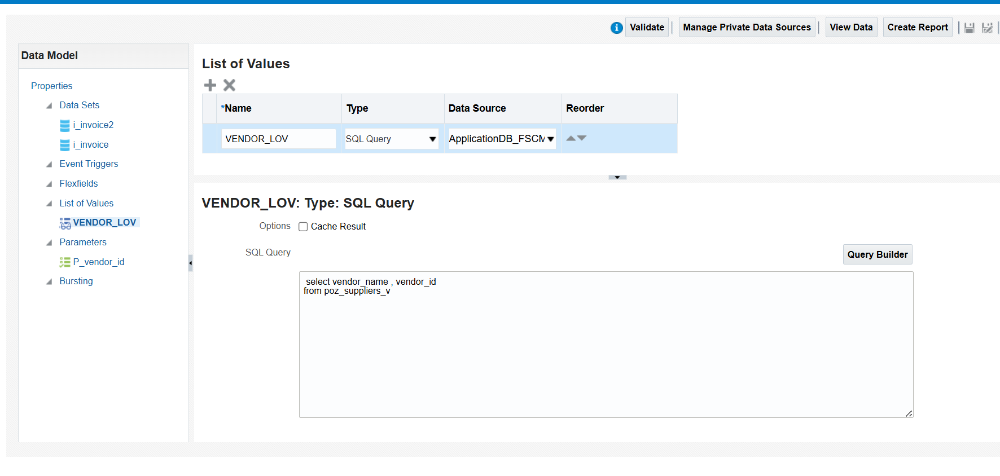 Validate
Manage Private Data Sources
View Data
Create Report
Data Model
Properties
Data Sets
i_invoice2
i_invoice
Event Triggers
Flexfields
List of Values
VENDOR_LOV
Parameters
P_vendor_id
Bursting
List of Values
*Name Type Data Source Reorder
VENDOR_LOV SQL Query ApplicationDB_FSCM
VENDOR_LOV: Type: SQL Query
Options Cache Result
SQL Query
Query Builder
select vendor_name , vendor_id
from poz_suppliers_v